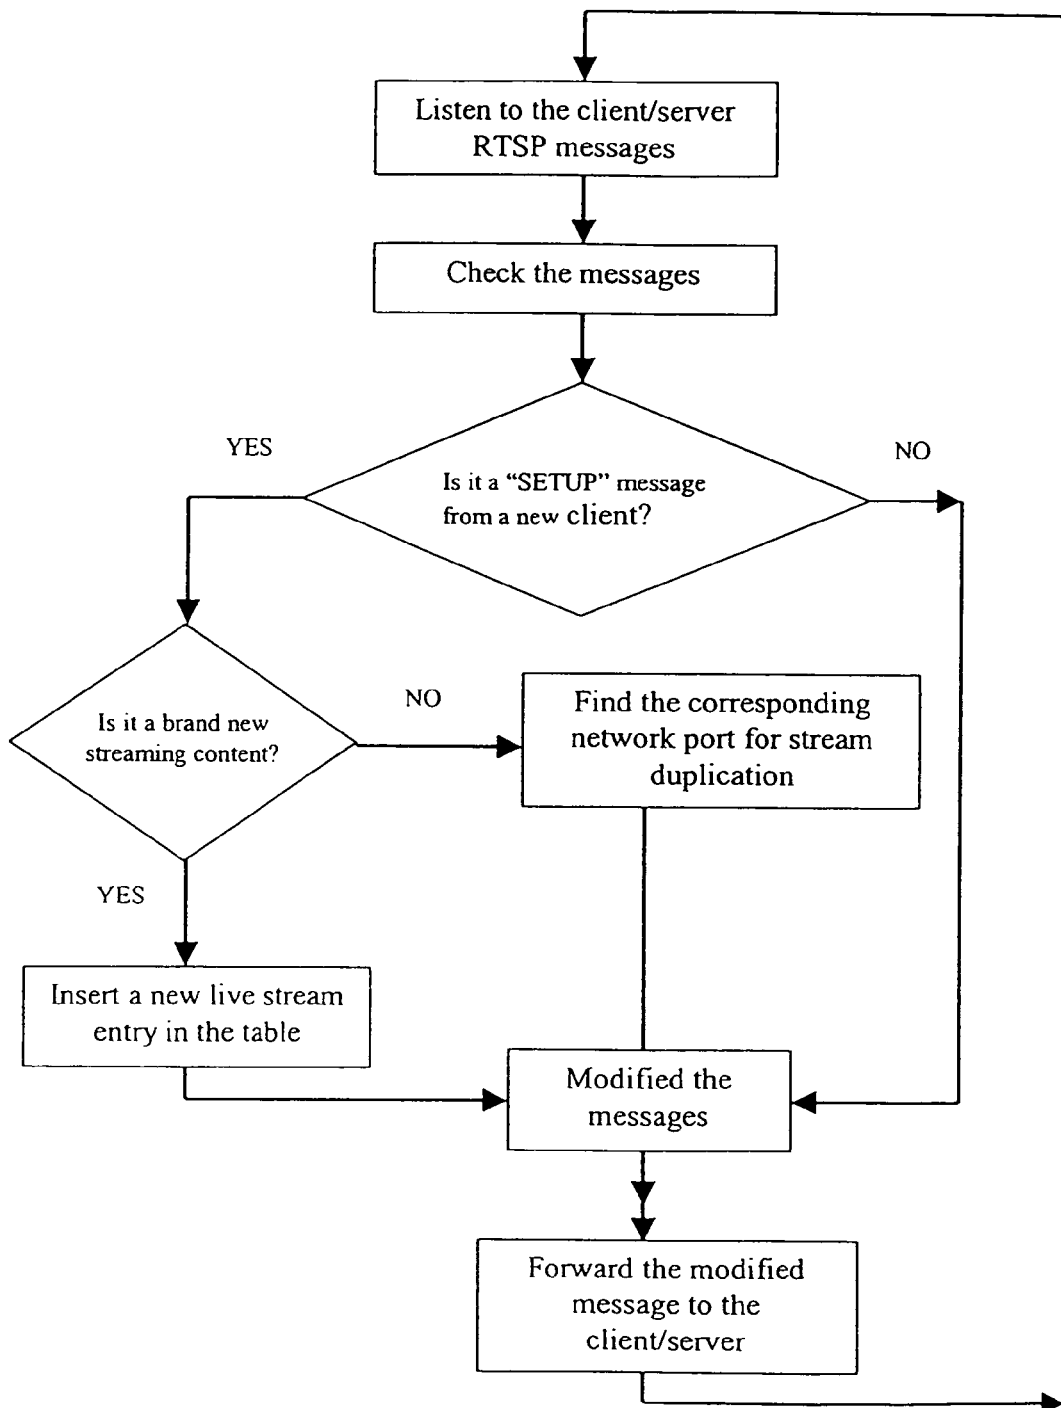 Listen to the client/server
RTSP messages
Check the messages
YES
NO
Is it a “SETUP” message
from a new client?
NO
Find the corresponding
network port for stream
duplication
Is it a brand new
streaming content?
YES
Insert a new live stream
entry in the table
Modified the
messages
Forward the modified
message to the
client/server